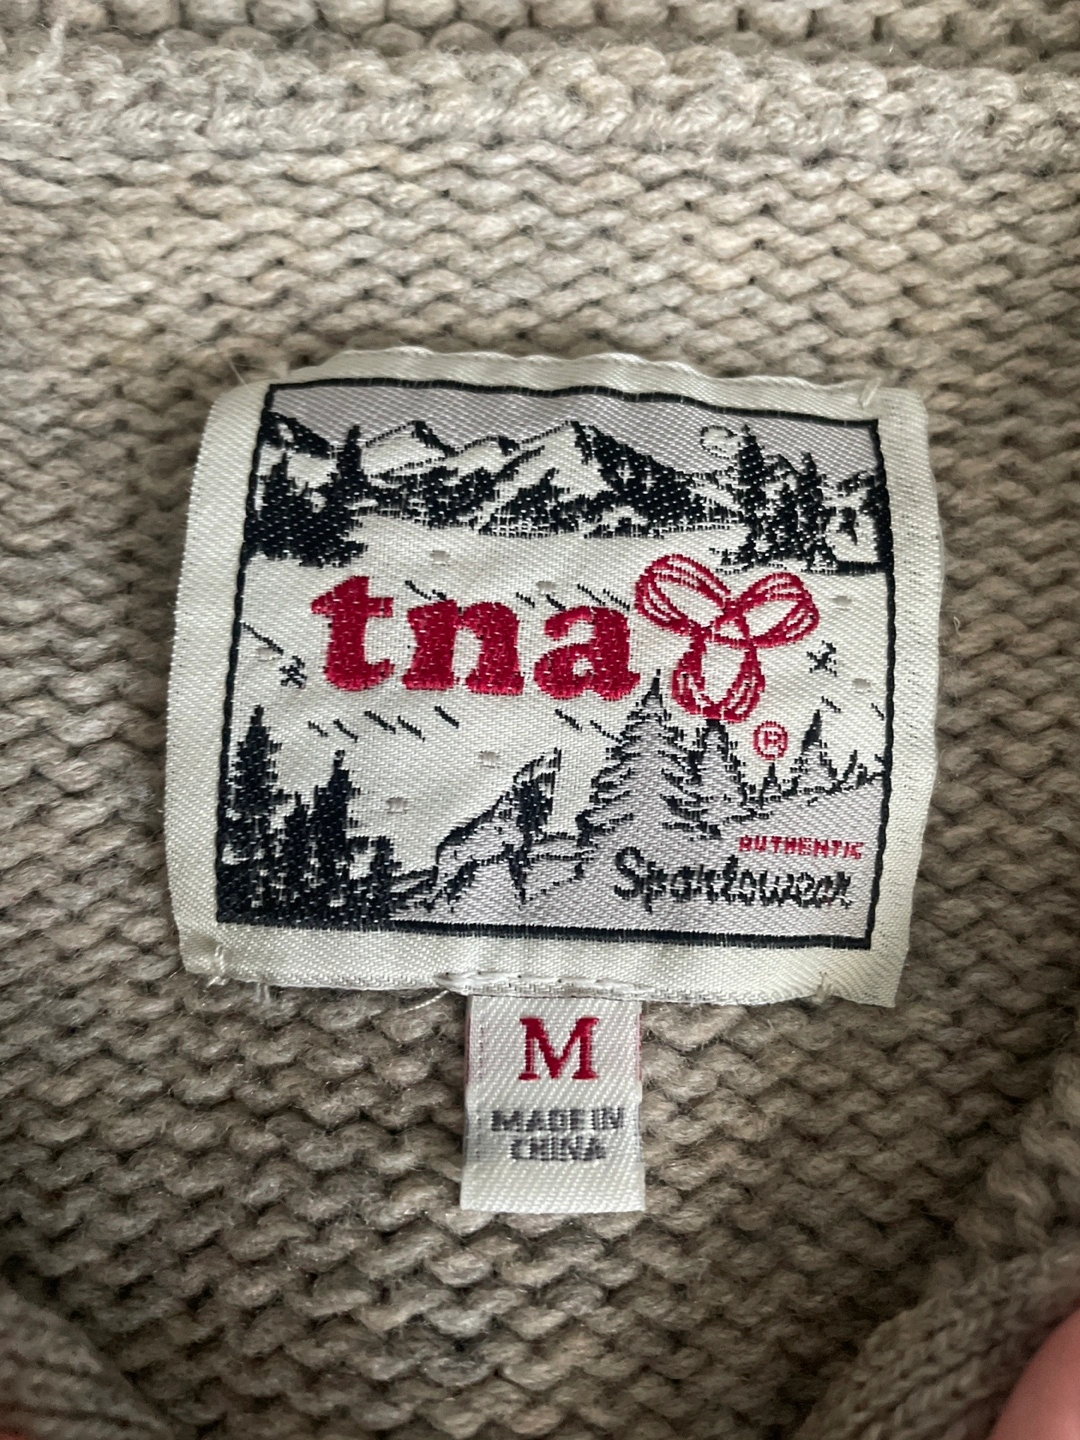 tna
®
AUTHENTIC
Sportswear
M
MADE IN
CHINA